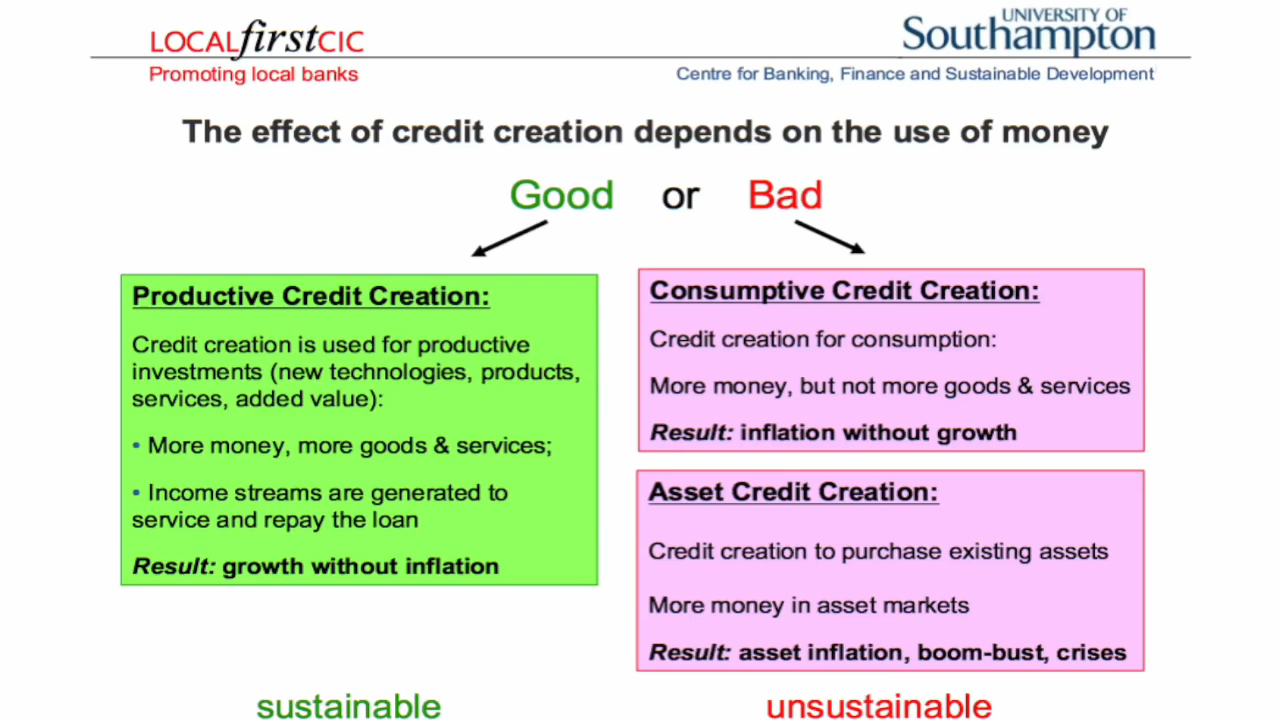 LOCALfirstCIC
Promoting local banks
UNIVERSITY OF
Southampton
Centre for Banking, Finance and Sustainable Development
The effect of credit creation depends on the use of money
Good or Bad
Productive Credit Creation:
Credit creation is used for productive
investments (new technologies, products,
services, added value):
• More money, more goods & services;
• Income streams are generated to
service and repay the loan
Result: growth without inflation
Consumptive Credit Creation:
Credit creation for consumption:
More money, but not more goods & services
Result: inflation without growth
Asset Credit Creation:
Credit creation to purchase existing assets
More money in asset markets
Result: asset inflation, boom-bust, crises
sustainable
unsustainable